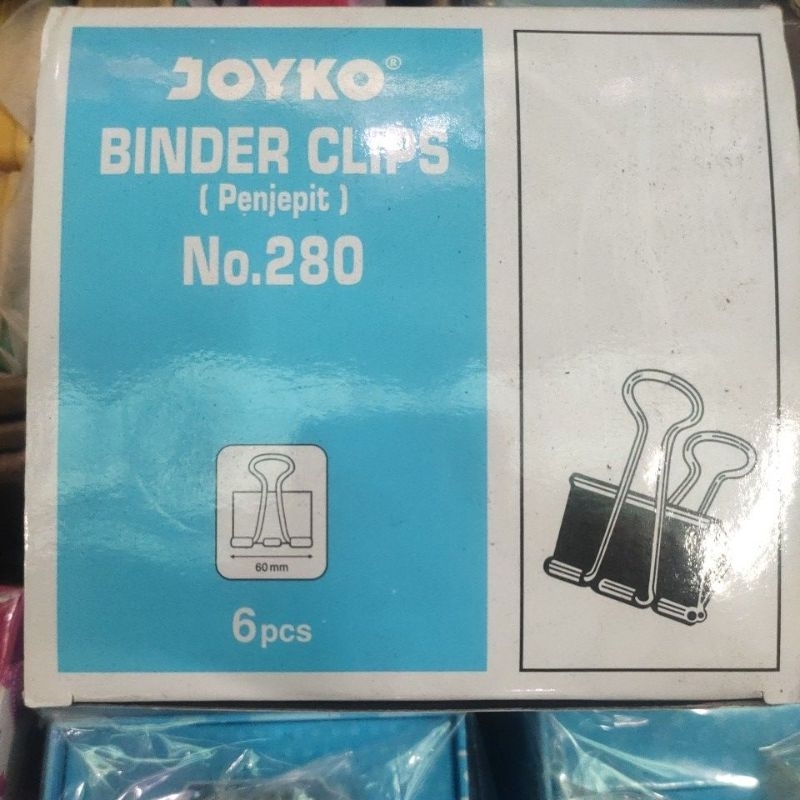 JOYKO®
BINDER CLIPS
( Penjepit )
No.280
60 mm
6 pcs